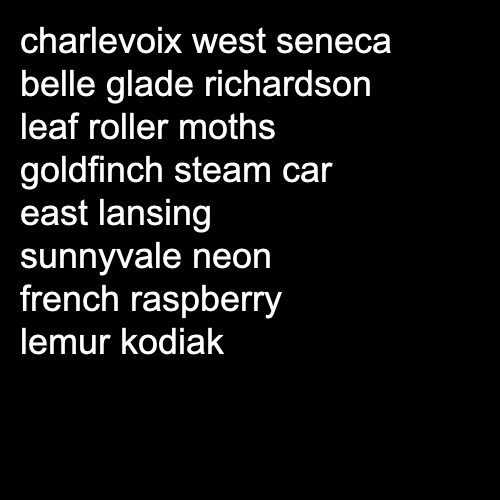 charlevoix west seneca
belle glade richardson
leaf roller moths
goldfinch steam car
east lansing
sunnyvale neon
french raspberry
lemur kodiak